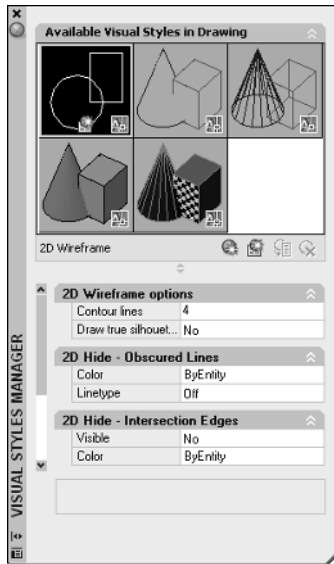 Available Visual Styles in Drawing
2D Wireframe
2D Wireframe options
Contour lines 4
Draw true silhouet... No
2D Hide - Obscured Lines
Color ByEntity
Linetype Off
2D Hide - Intersection Edges
Visible No
Color ByEntity
VISUAL STYLES MANAGER